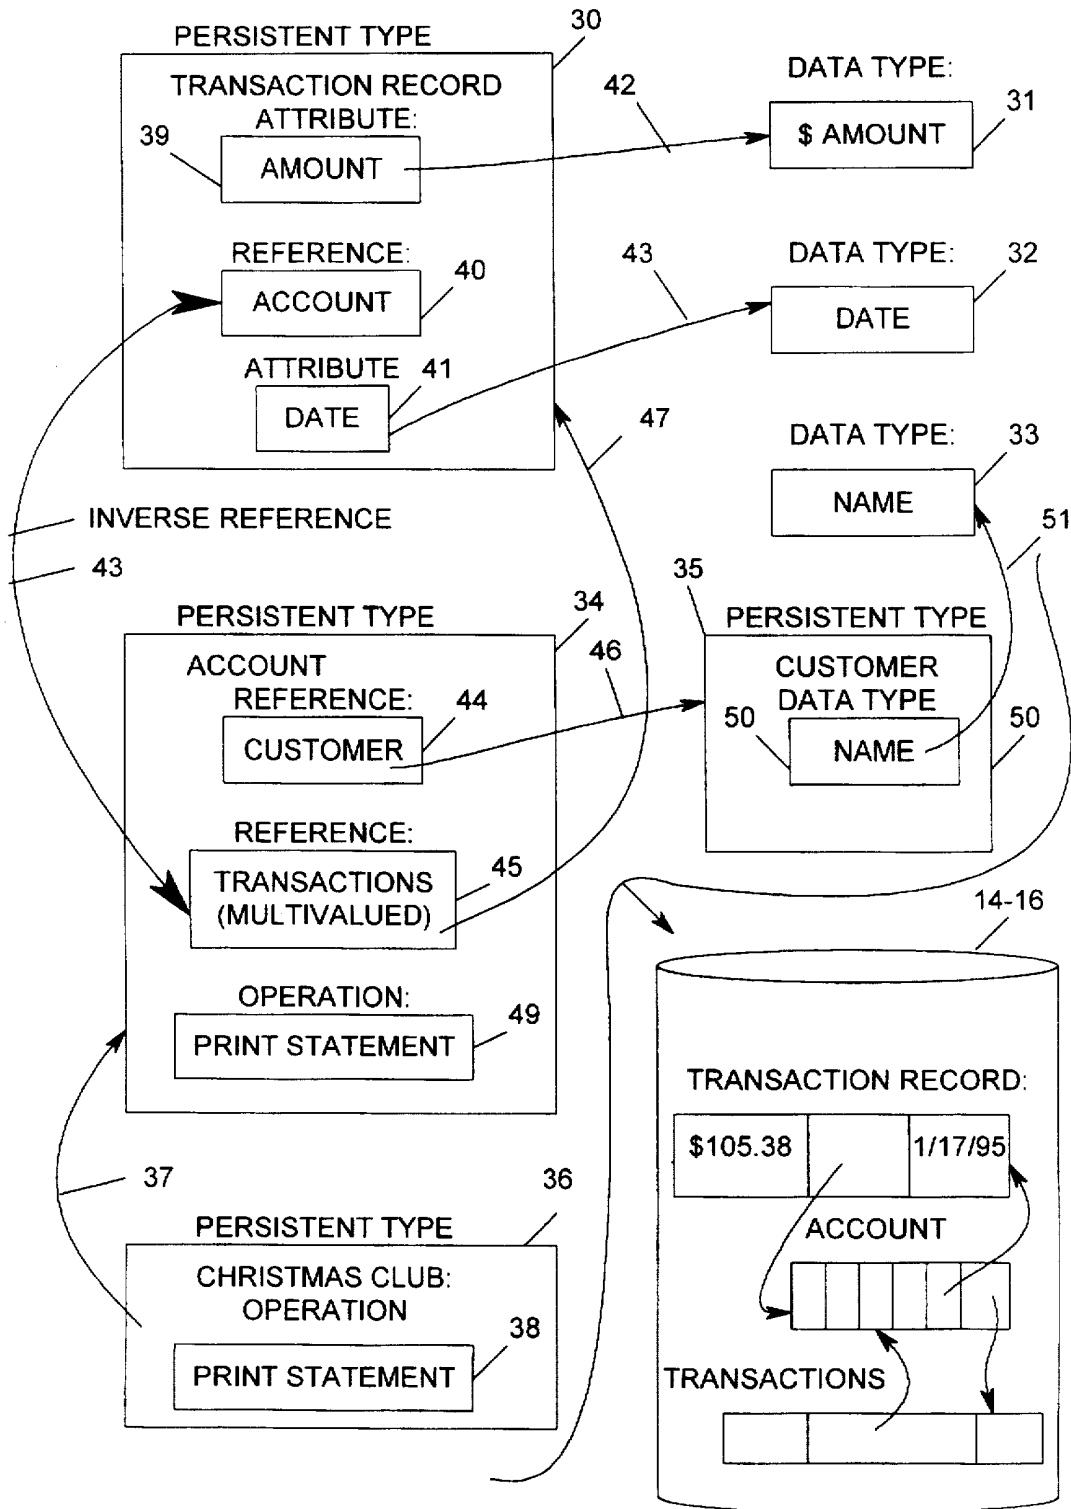 PERSISTENT TYPE
30
TRANSACTION RECORD
ATTRIBUTE:
39
AMOUNT
42
DATA TYPE:
31
$ AMOUNT
REFERENCE:
40
ACCOUNT
43
DATA TYPE:
32
DATE
ATTRIBUTE
41
DATE
47
DATA TYPE:
33
NAME
51
INVERSE REFERENCE
43
PERSISTENT TYPE
34
ACCOUNT
REFERENCE:
44
CUSTOMER
46
35
PERSISTENT TYPE
CUSTOMER
DATA TYPE
50
NAME
50
REFERENCE:
45
TRANSACTIONS
(MULTIVALUED)
OPERATION:
49
PRINT STATEMENT
37
PERSISTENT TYPE
36
CHRISTMAS CLUB:
OPERATION
38
PRINT STATEMENT
14-16
TRANSACTION RECORD:
$105.38
1/17/95
ACCOUNT
TRANSACTIONS